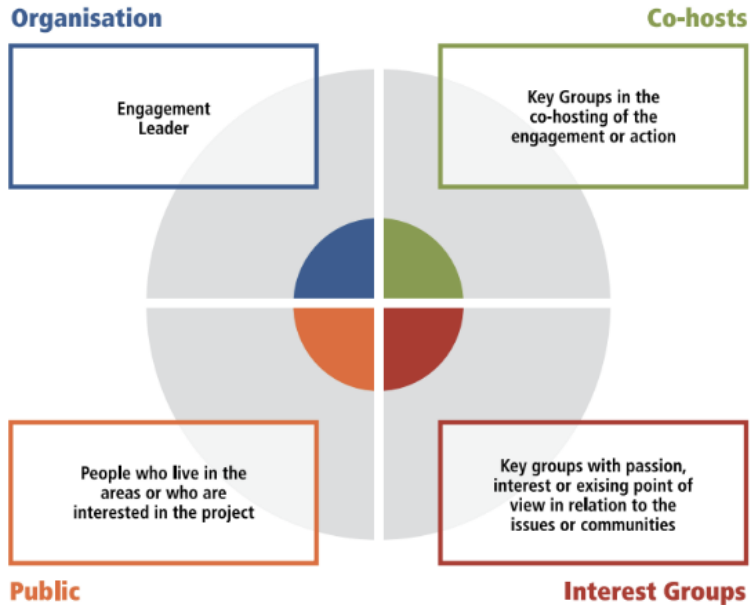 Organisation
Co-hosts
Engagement
Leader
Key Groups in the
co-hosting of the
engagement or action
People who live in the
areas or who are
interested in the project
Key groups with passion,
interest or exising point of
view in relation to the
issues or communities
Public
Interest Groups